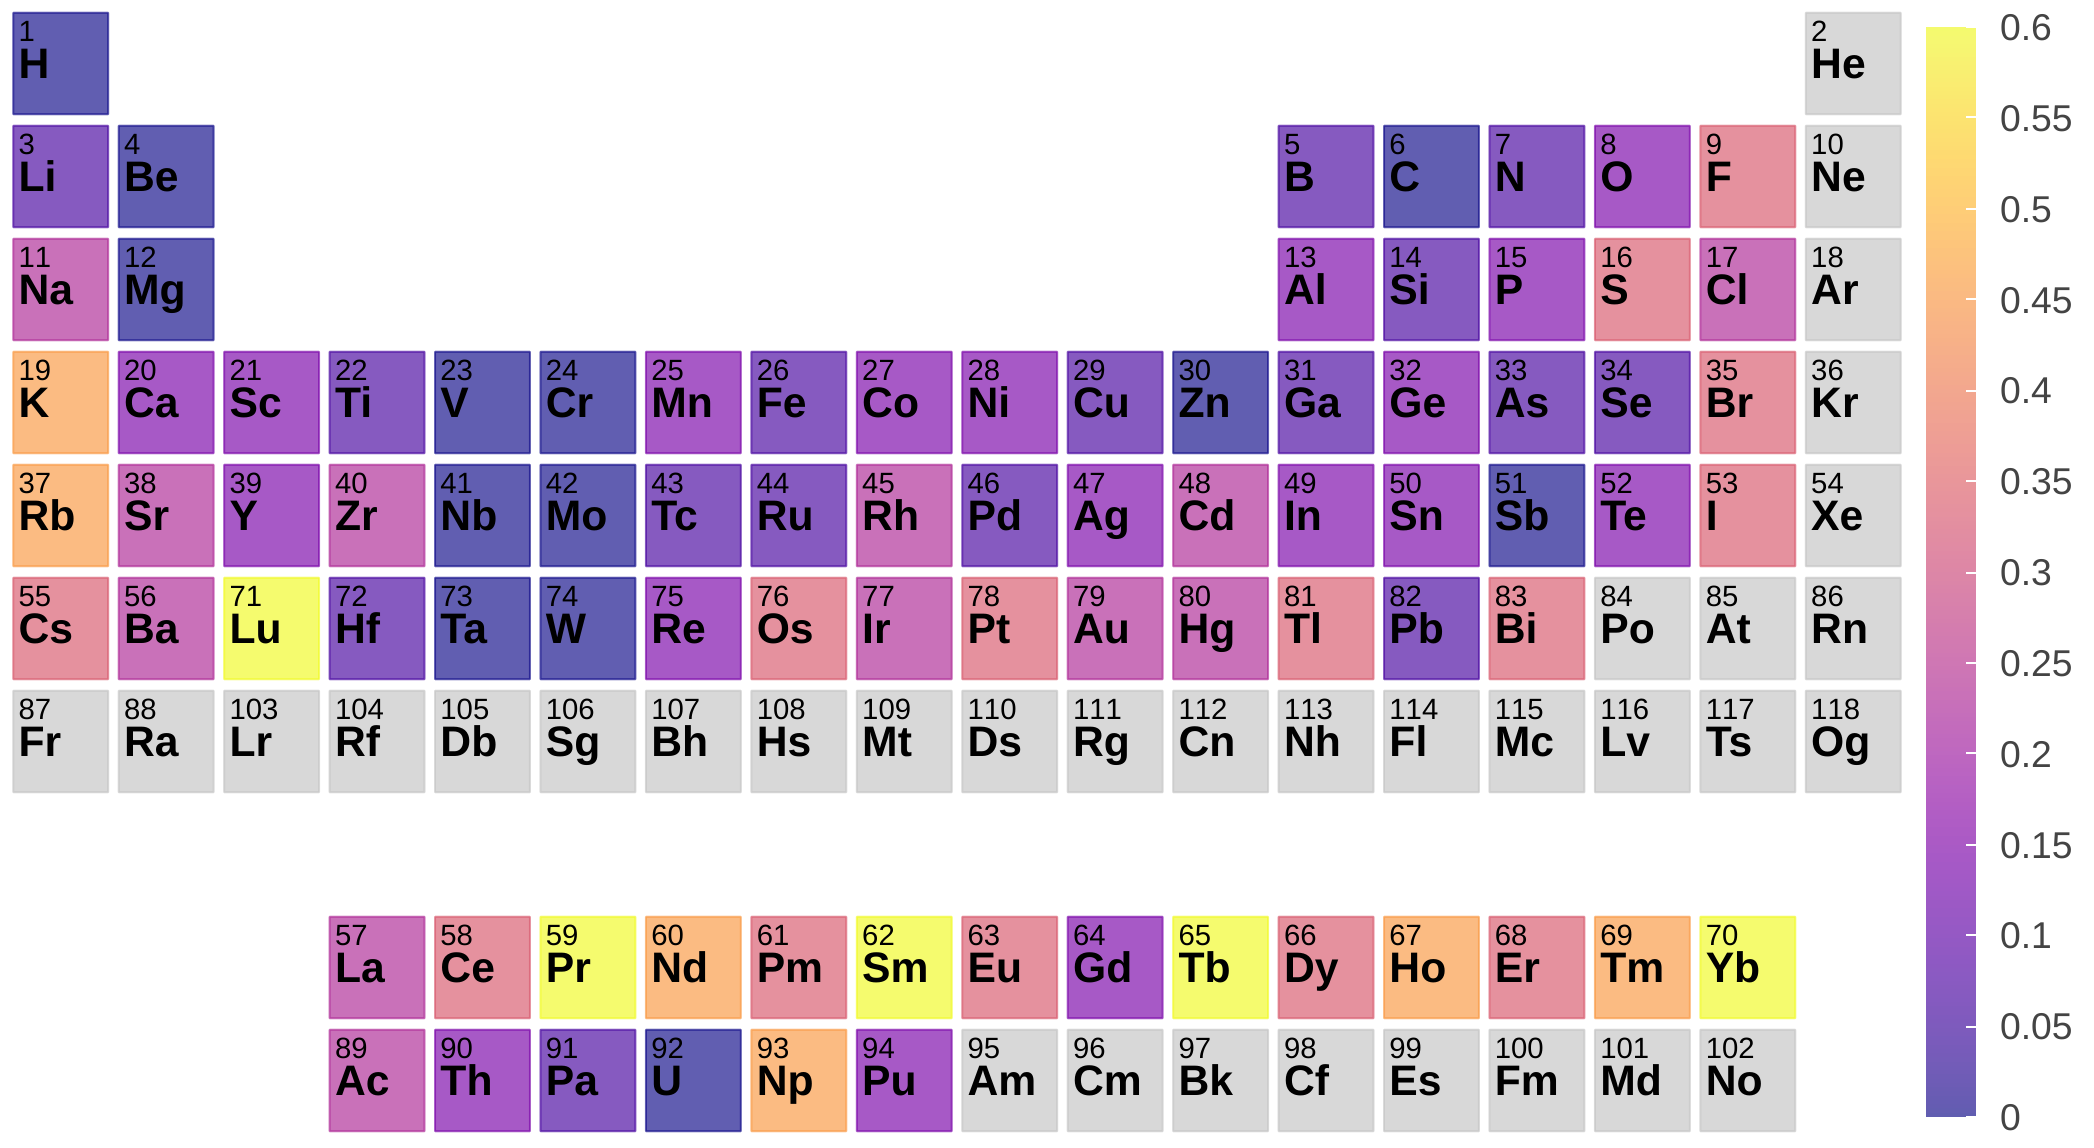 1 2 0.6
H He
0.55
3 4 5 6 7 8 9 10
Li Be B C N O F Ne
0.5
11 12 13 14 15 16 17 18
Na Mg Al Si P S Cl Ar
0.45
19 20 21 22 23 24 25 26 27 28 29 30 31 32 33 34 35 36
K Ca Sc Ti V Cr Mn Fe Co Ni Cu Zn Ga Ge As Se Br Kr
0.4
37 38 39 40 41 42 43 44 45 46 47 48 49 50 51 52 53 54
0.35
Rb Sr Y Zr Nb Mo Tc Ru Rh Pd Ag Cd In Sn Sb Te I Xe
0.3
55 56 71 72 73 74 75 76 77 78 79 80 81 82 83 84 85 86
Cs Ba Lu Hf Ta W Re Os Ir Pt Au Hg Tl Pb Bi Po At Rn
0.25
87 88 103 104 105 106 107 108 109 110 111 112 113 114 115 116 117 118
Fr Ra Lr Rf Db Sg Bh Hs Mt Ds Rg Cn Nh Fl Mc Lv Ts Og
0.2
0.15
57 58 59 60 61 62 63 64 65 66 67 68 69 70
0.1
La Ce Pr Nd Pm Sm Eu Gd Tb Dy Ho Er Tm Yb
0.05
89 90 91 92 93 94 95 96 97 98 99 100 101 102
Ac Th Pa U Np Pu Am Cm Bk Cf Es Fm Md No
0